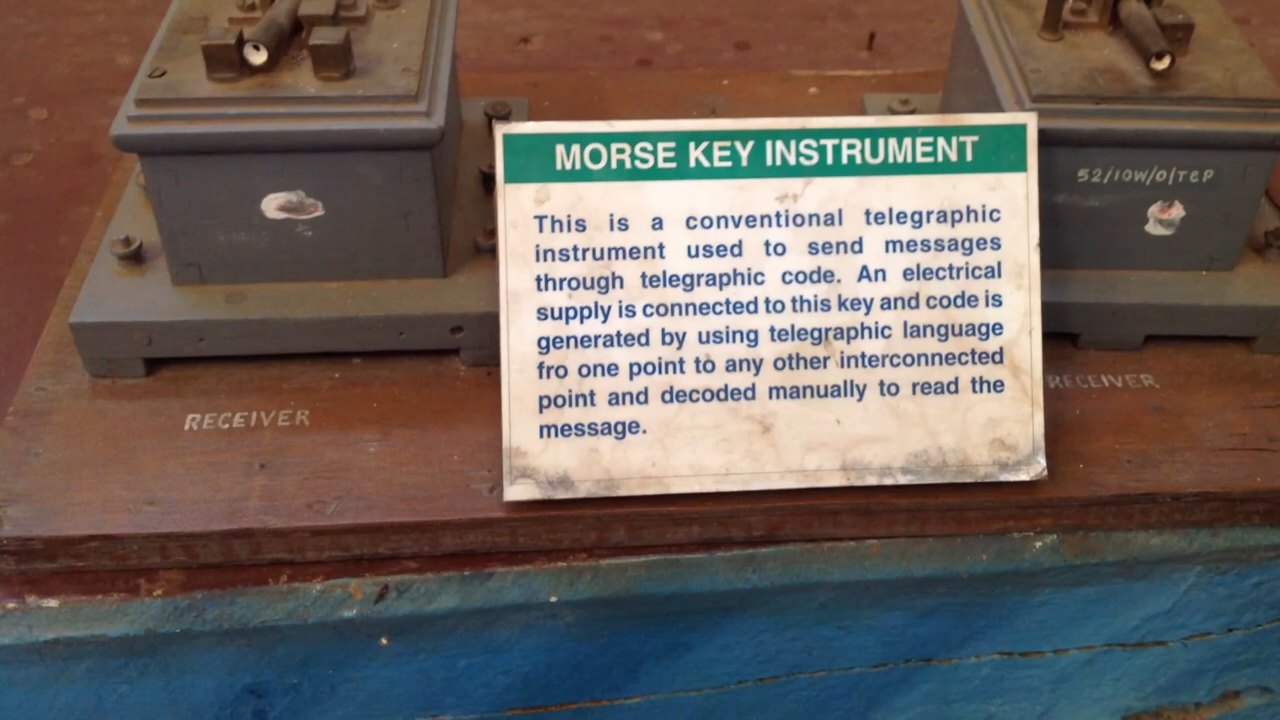 MORSE KEY INSTRUMENT
This is a conventional telegraphic
instrument used to send messages
through telegraphic code. An electrical
supply is connected to this key and code is
generated by using telegraphic language
fro one point to any other interconnected
point and decoded manually to read the
message.
52/10W/0/TCP
RECEIVER
RECEIVER